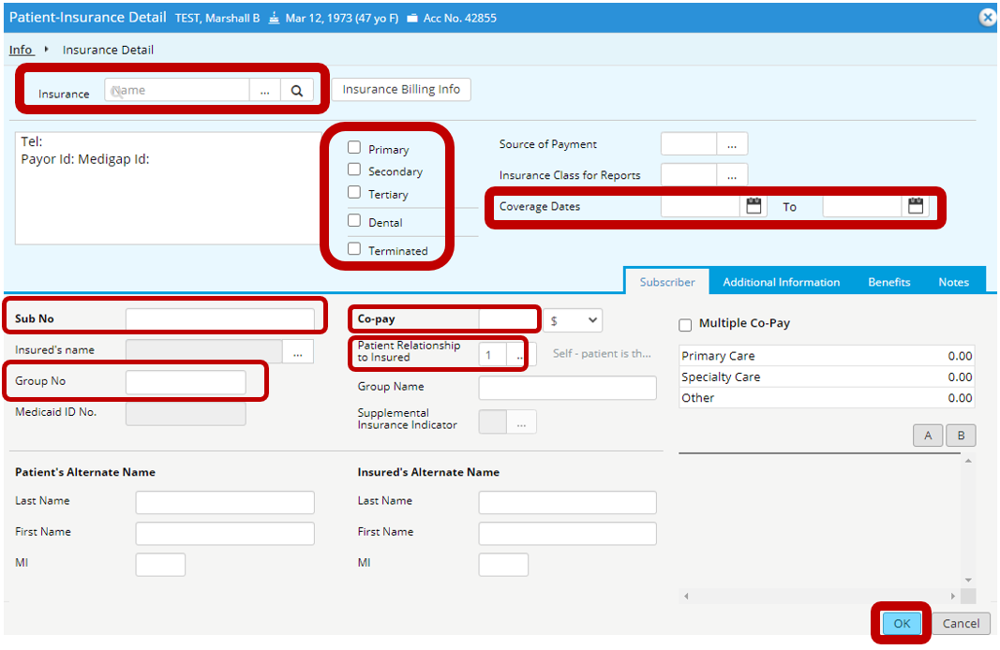 Patient-Insurance Detail TEST, Marshall B Mar 12, 1973 (47 yo F) Acc No. 42855
Info Insurance Detail
Insurance Name ... Insurance Billing Info
Tel:
Payor Id: Medigap Id:
Primary
Secondary
Tertiary
Dental
Terminated
Source of Payment ...
Insurance Class for Reports ...
Coverage Dates To
Subscriber Additional Information Benefits Notes
Sub No
Insured's name ...
Group No
Medicaid ID No.
Co-pay $
Patient Relationship
to Insured 1 ... Self - patient is th...
Group Name
Supplemental
Insurance Indicator ...
Multiple Co-Pay
Primary Care 0.00
Specialty Care 0.00
Other 0.00
A B
Patient's Alternate Name
Last Name
First Name
MI
Insured's Alternate Name
Last Name
First Name
MI
OK Cancel